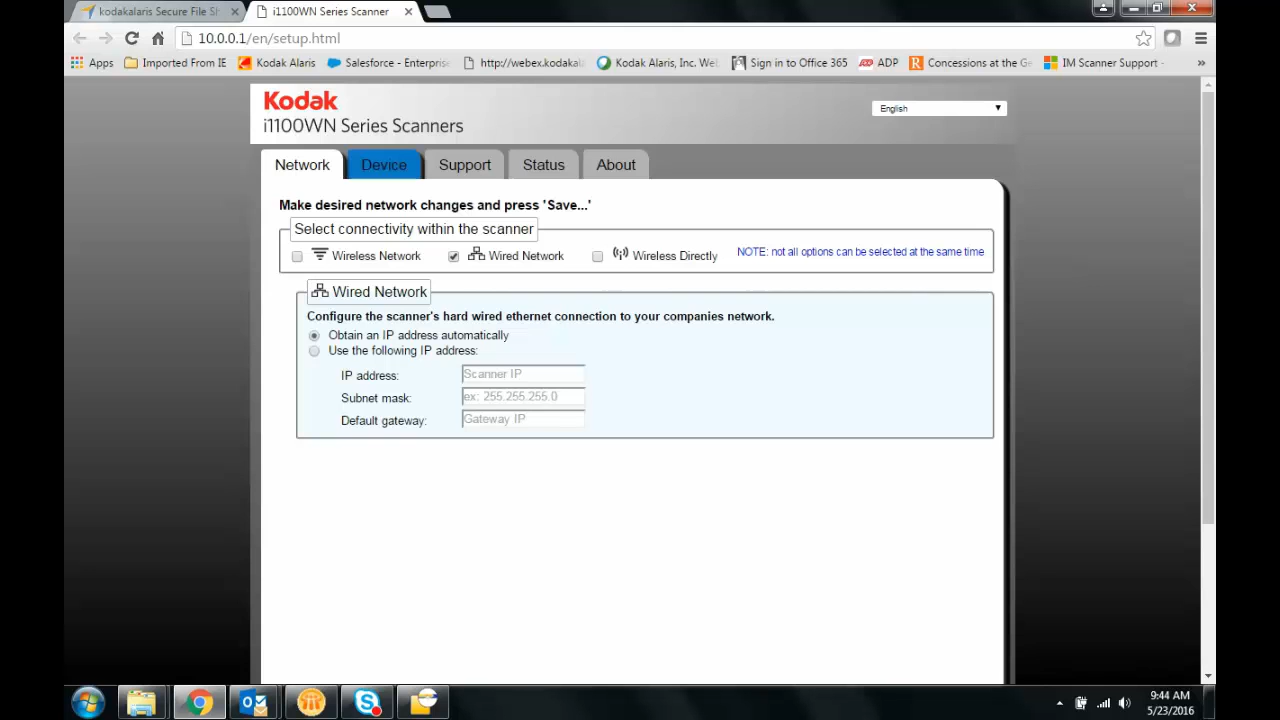 kodakalaris Secure File Sh
i1100WN Series Scanner
10.0.0.1/en/setup.html
Apps Imported From IE Kodak Alaris Salesforce - Enterprise http://webex.kodakala Kodak Alaris, Inc. We Sign in to Office 365 ADP Concessions at the Ge IM Scanner Support -
Kodak
i1100WN Series Scanners
English
Network Device Support Status About
Make desired network changes and press 'Save...'
Select connectivity within the scanner
Wireless Network Wired Network Wireless Directly NOTE: not all options can be selected at the same time
Wired Network
Configure the scanner's hard wired ethernet connection to your companies network.
Obtain an IP address automatically
Use the following IP address:
IP address: Scanner IP
Subnet mask: ex: 255.255.255.0
Default gateway: Gateway IP
9:44 AM
5/23/2016